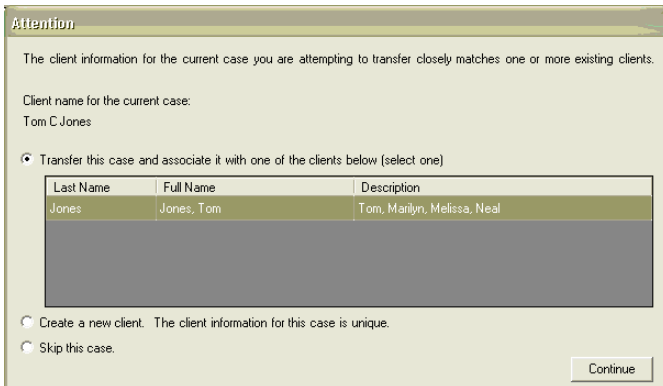 Attention
The client information for the current case you are attempting to transfer closely matches one or more existing clients.
Client name for the current case:
Tom C Jones
Transfer this case and associate it with one of the clients below (select one)
Last Name Full Name Description
Jones Jones, Tom Tom, Marilyn, Melissa, Neal
Create a new client. The client information for this case is unique.
Skip this case.
Continue